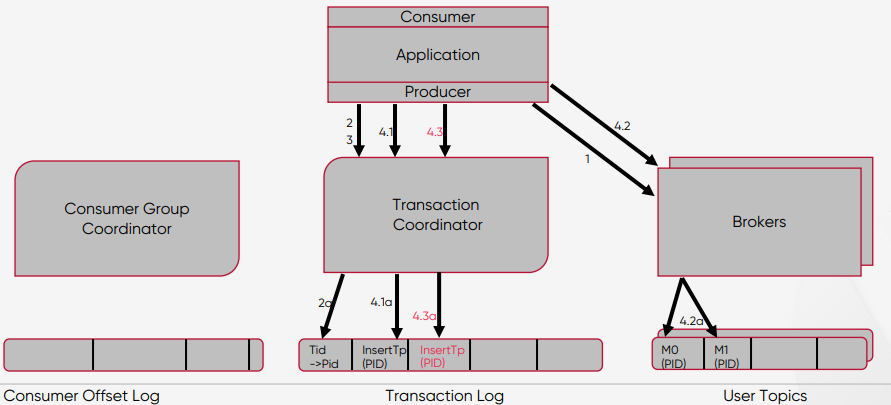 Consumer
Application
Producer
2
3
4.1
4.3
4.2
1
Consumer Group
Coordinator
Transaction
Coordinator
Brokers
2a
4.1a
4.3a
4.2a
Tid
->Pid
InsertTp
(PID)
InsertTp
(PID)
M0
(PID)
M1
(PID)
Consumer Offset Log
Transaction Log
User Topics